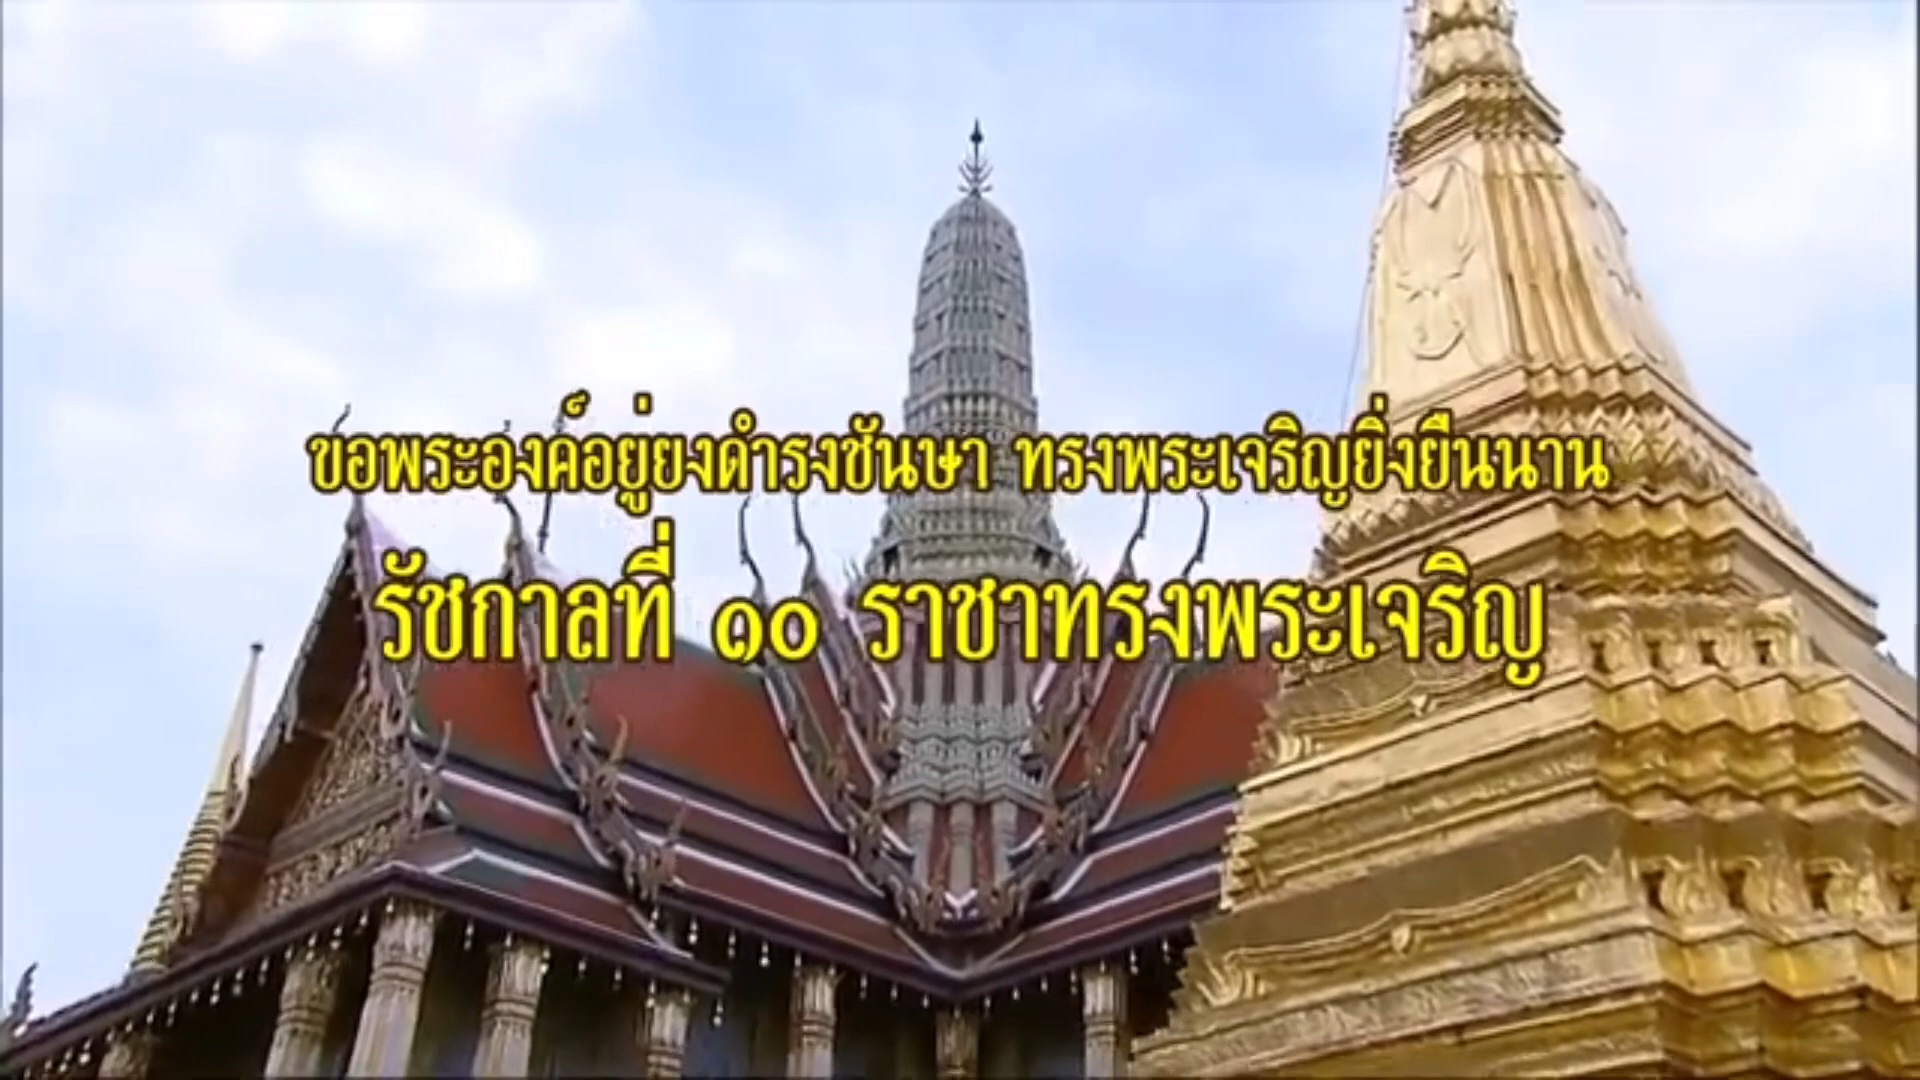 ขอพระองค์อยู่ยงดำรงชันษา ทรงพระเจริญยิ่งยืนนาน
รัชกาลที่ ๑๐ ราชาทรงพระเจริญ